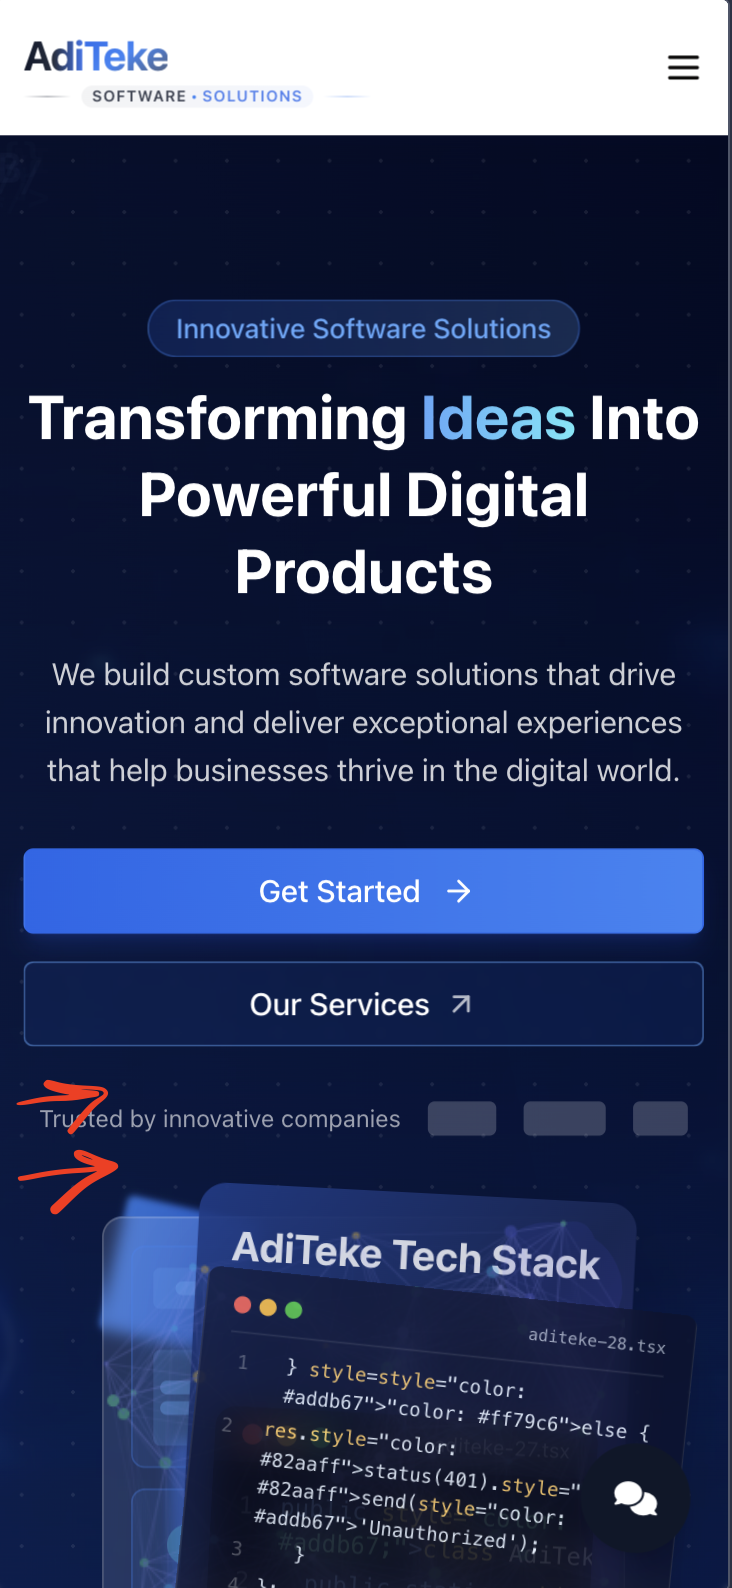 AdiTeke
SOFTWARE • SOLUTIONS
Innovative Software Solutions
Transforming Ideas Into
Powerful Digital
Products
We build custom software solutions that drive
innovation and deliver exceptional experiences
that help businesses thrive in the digital world.
Get Started →
Our Services ↗
Trusted by innovative companies
AdiTeke Tech Stack
aditeke-28.tsx
1 } style=style="color:
#addb67">"color: #ff79c6">else {
2 res.style="color:
aditeke-27.tsx
#82aaff">status(401).style="
#82aaff">send(style="color:
#addb67">'Unauthorized');
3 }
4 };